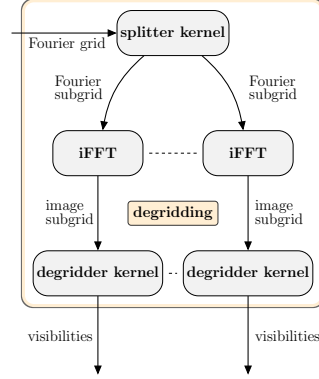 splitter kernel
Fourier grid
Fourier
subgrid
Fourier
subgrid
iFFT
iFFT
image
subgrid
image
subgrid
degridding
degridder kernel
degridder kernel
visibilities
visibilities